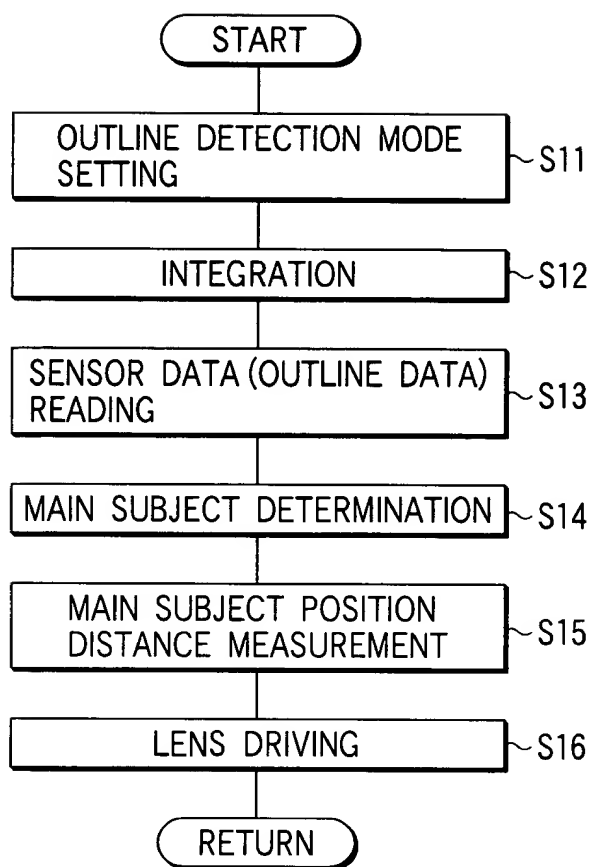 START
OUTLINE DETECTION MODE
SETTING
~S11
INTEGRATION
~S12
SENSOR DATA (OUTLINE DATA)
READING
~S13
MAIN SUBJECT DETERMINATION
~S14
MAIN SUBJECT POSITION
DISTANCE MEASUREMENT
~S15
LENS DRIVING
~S16
RETURN